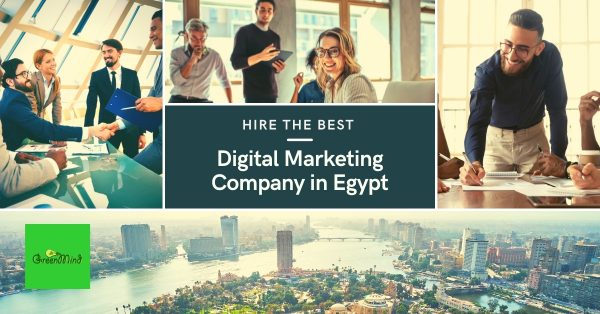 HIRE THE BEST
Digital Marketing
Company in Egypt
GreenMind